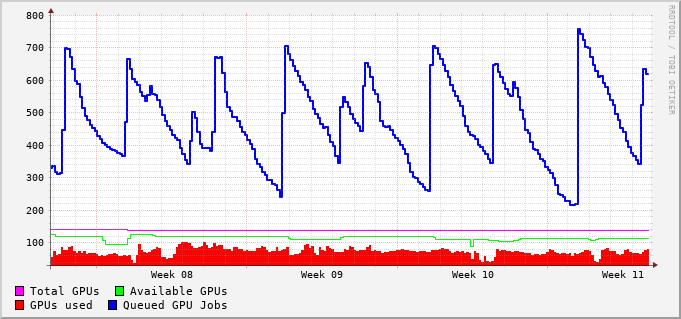 800
700
600
500
400
300
200
100
Week 08 Week 09 Week 10 Week 11
Total GPUs Available GPUs
GPUs used Queued GPU Jobs
RRDTOOL / TOBI OETIKER